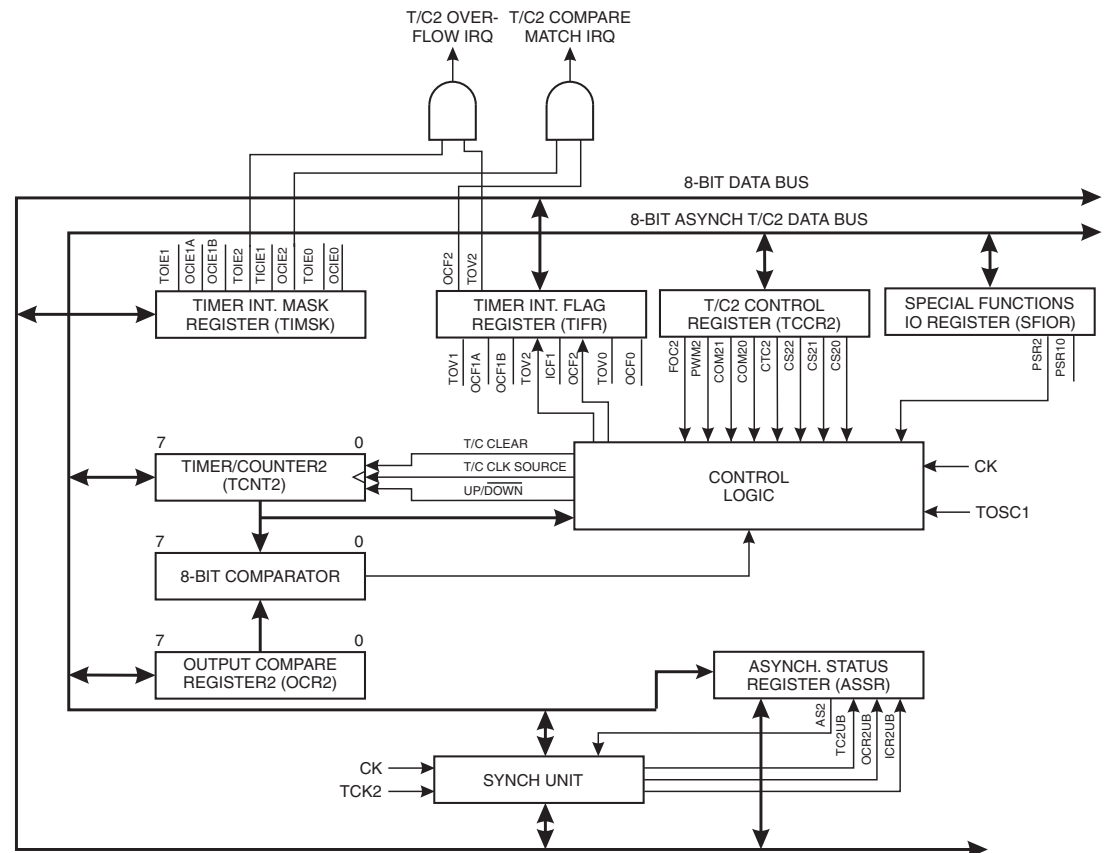 T/C2 OVER-
FLOW IRQ
T/C2 COMPARE
MATCH IRQ
8-BIT DATA BUS
8-BIT ASYNCH T/C2 DATA BUS
TOIE1
OCIE1A
OCIE1B
TOIE2
TICIE1
OCIE2
TOIE0
OCIE0
OCF2
TOV2
TIMER INT. MASK
REGISTER (TIMSK)
TIMER INT. FLAG
REGISTER (TIFR)
T/C2 CONTROL
REGISTER (TCCR2)
SPECIAL FUNCTIONS
IO REGISTER (SFIOR)
TOV1
OCF1A
OCF1B
TOV2
ICF1
OCF2
TOV0
OCF0
FOC2
PWM2
COM21
COM20
CTC2
CS22
CS21
CS20
PSR2
PSR10
7 0
TIMER/COUNTER2
(TCNT2)
T/C CLEAR
T/C CLK SOURCE
UP/DOWN
CONTROL
LOGIC
CK
TOSC1
7 0
8-BIT COMPARATOR
7 0
OUTPUT COMPARE
REGISTER2 (OCR2)
ASYNCH. STATUS
REGISTER (ASSR)
AS2
TC2UB
OCR2UB
ICR2UB
CK
TCK2
SYNCH UNIT